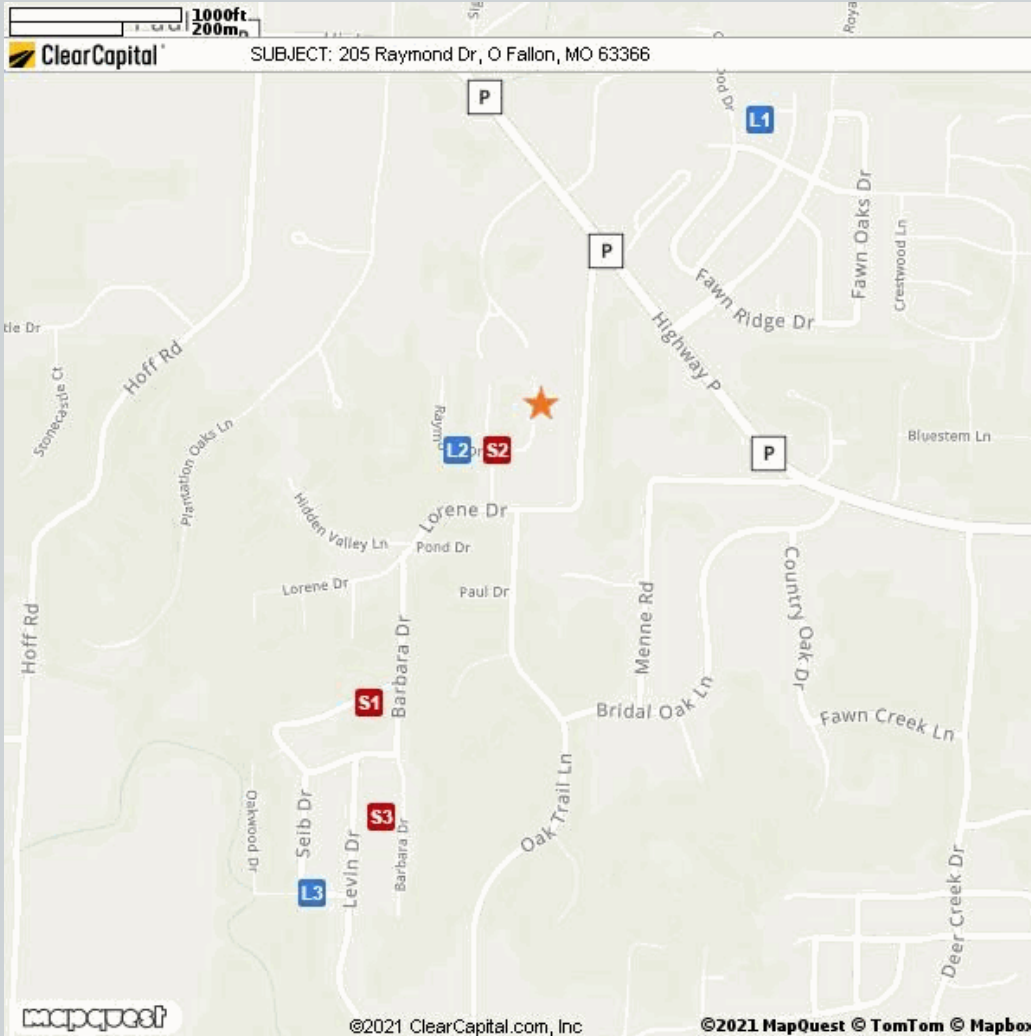 1000ft
200m
ClearCapital
SUBJECT: 205 Raymond Dr, O Fallon, MO 63366
P
L1
P
Fawn Oaks Dr
Crestwood Ln
Fawn Ridge Dr
Highway P
tle Dr
Hoff Rd
Stonecastle Ct
Plantation Oaks Ln
Raymo
L2
Dr
S2
P
Bluestem Ln
Hidden Valley Ln
Lorene Dr
Pond Dr
Lorene Dr
Paul Dr
Menne Rd
Country Oak Dr
Hoff Rd
Barbara Dr
S1
Bridal Oak Ln
Fawn Creek Ln
Oakwood Dr
Seib Dr
Levin Dr
S3
Barbara Dr
Oak Trail Ln
L3
Deer Creek Dr
mapquest
©2021 ClearCapital.com, Inc
©2021 MapQuest © TomTom © Mapbox